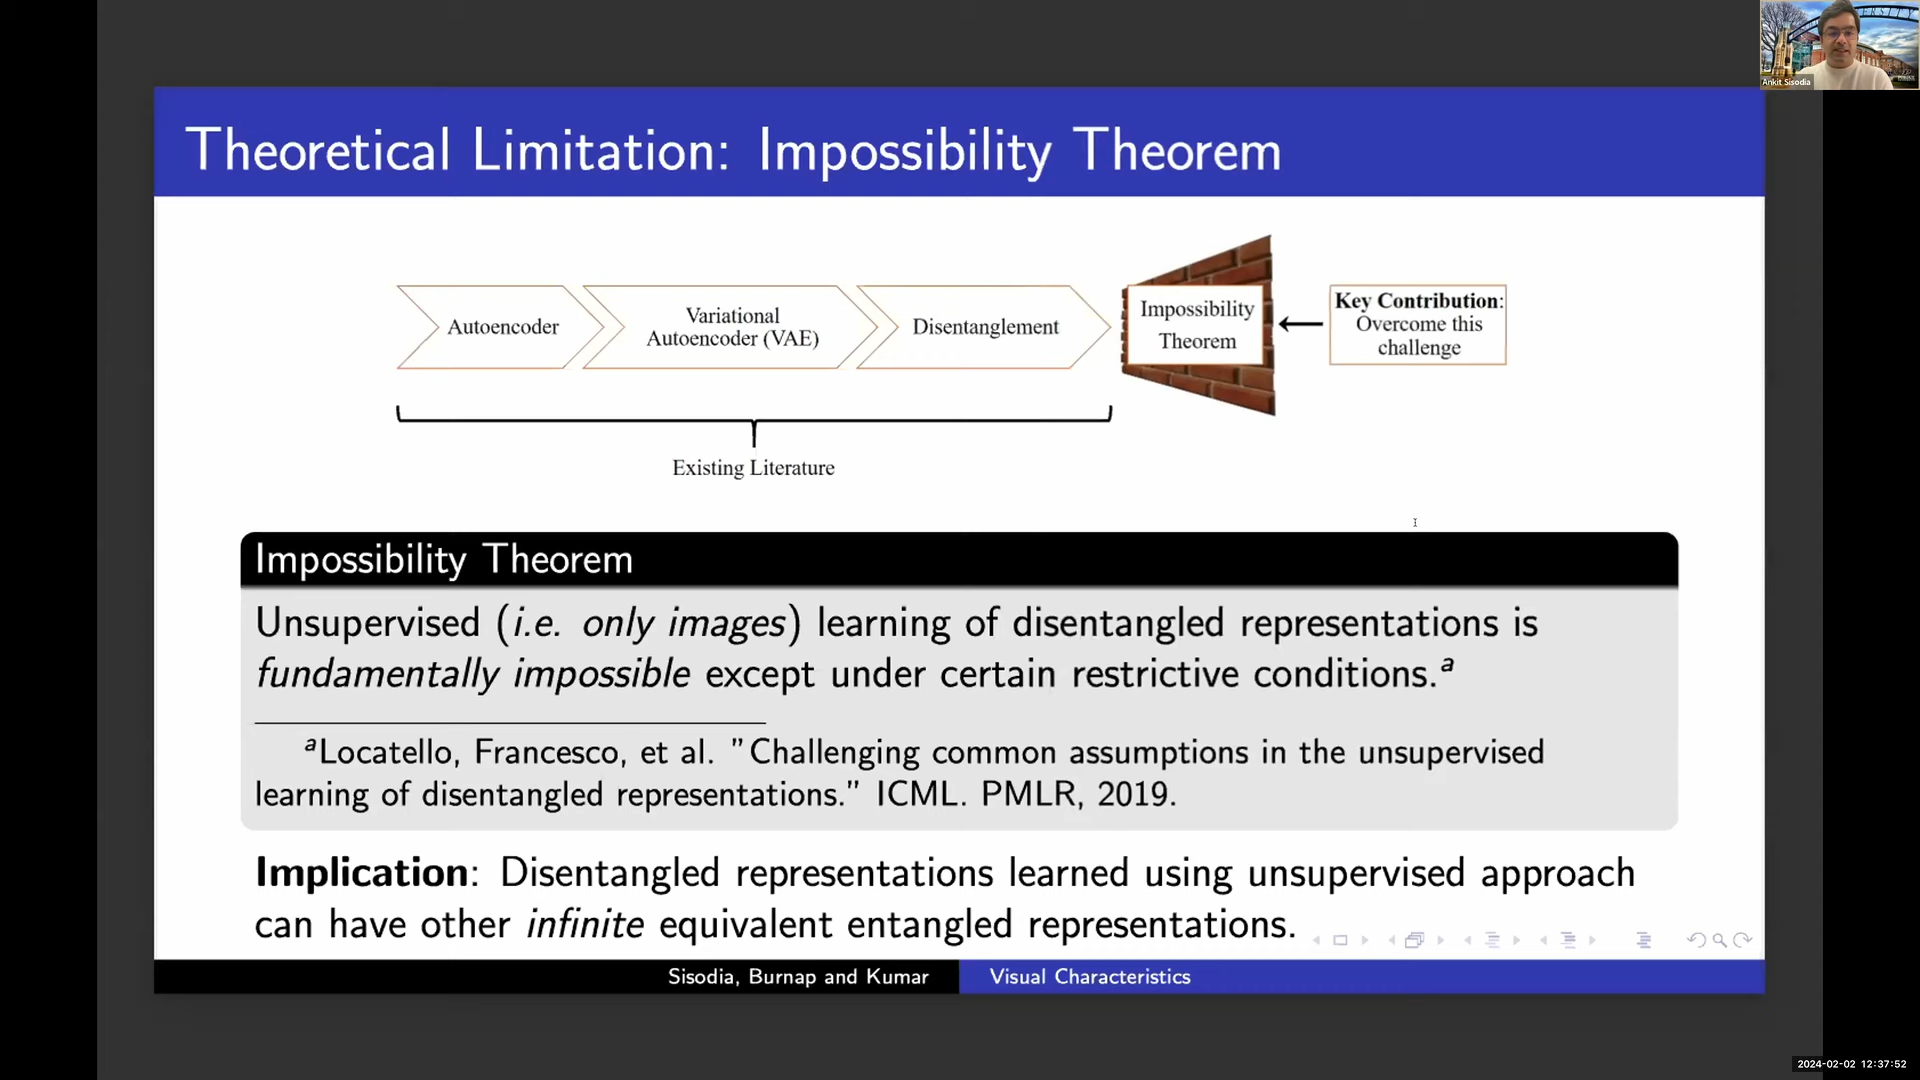 Ankit Sisodia
Theoretical Limitation: Impossibility Theorem
Autoencoder
Variational
Autoencoder (VAE)
Disentanglement
Impossibility
Theorem
Key Contribution:
Overcome this
challenge
Existing Literature
Impossibility Theorem
Unsupervised (i.e. only images) learning of disentangled representations is
fundamentally impossible except under certain restrictive conditions.a
aLocatello, Francesco, et al. ”Challenging common assumptions in the unsupervised
learning of disentangled representations.” ICML. PMLR, 2019.
Implication: Disentangled representations learned using unsupervised approach
can have other infinite equivalent entangled representations.
Sisodia, Burnap and Kumar
Visual Characteristics
2024-02-02 12:37:52